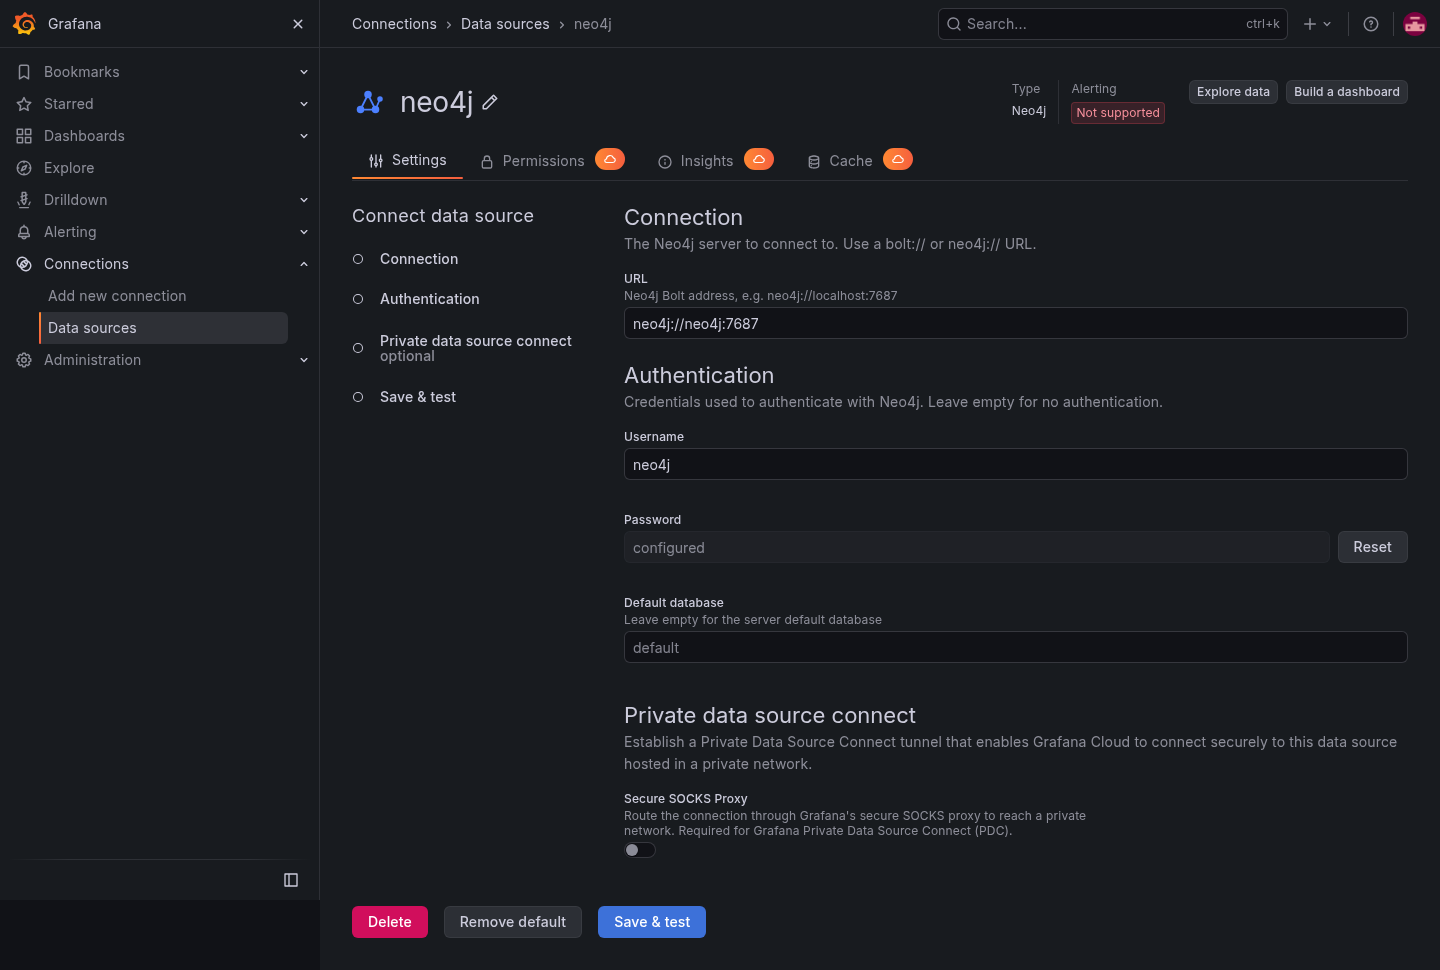 Grafana
Connections › Data sources › neo4j
Search...
ctrl+k
Bookmarks
Starred
Dashboards
Explore
Drilldown
Alerting
Connections
Add new connection
Data sources
Administration
neo4j
Type
Neo4j
Alerting
Not supported
Explore data
Build a dashboard
Settings
Permissions
Insights
Cache
Connect data source
Connection
Authentication
Private data source connect
optional
Save & test
Connection
The Neo4j server to connect to. Use a bolt:// or neo4j:// URL.
URL
Neo4j Bolt address, e.g. neo4j://localhost:7687
neo4j://neo4j:7687
Authentication
Credentials used to authenticate with Neo4j. Leave empty for no authentication.
Username
neo4j
Password
configured
Reset
Default database
Leave empty for the server default database
default
Private data source connect
Establish a Private Data Source Connect tunnel that enables Grafana Cloud to connect securely to this data source
hosted in a private network.
Secure SOCKS Proxy
Route the connection through Grafana's secure SOCKS proxy to reach a private
network. Required for Grafana Private Data Source Connect (PDC).
Delete
Remove default
Save & test